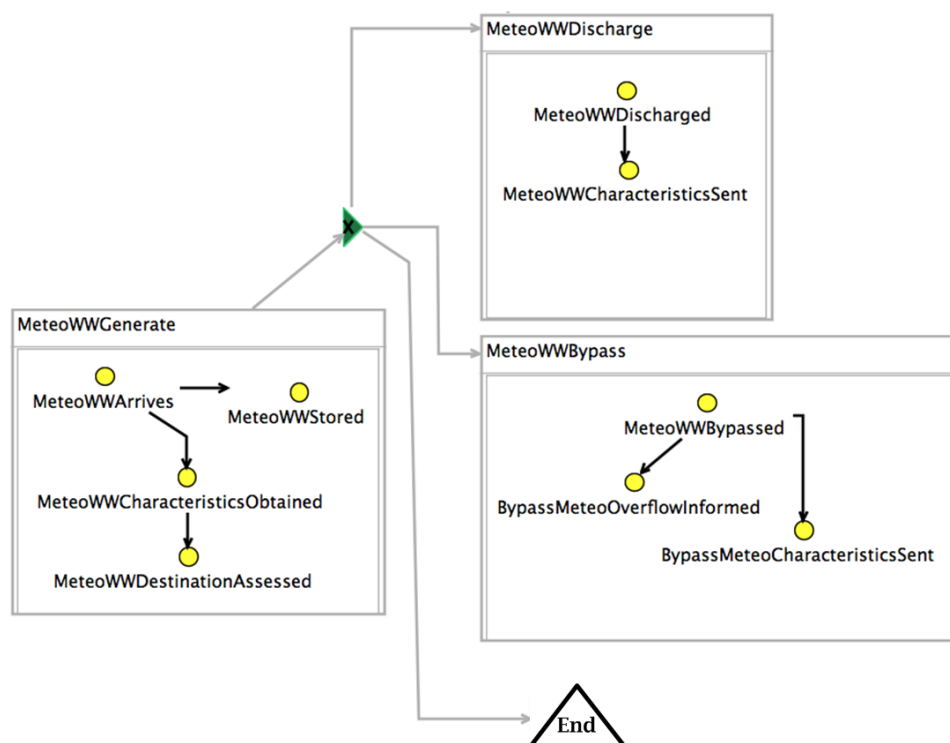 MeteoWWDischarge
MeteoWWDischarged
MeteoWWCharacteristicsSent
X
MeteoWWGenerate
MeteoWWArrives
MeteoWWStored
MeteoWWCharacteristicsObtained
MeteoWWDestinationAssessed
MeteoWWBypass
MeteoWWBypassed
BypassMeteoOverflowInformed
BypassMeteoCharacteristicsSent
End